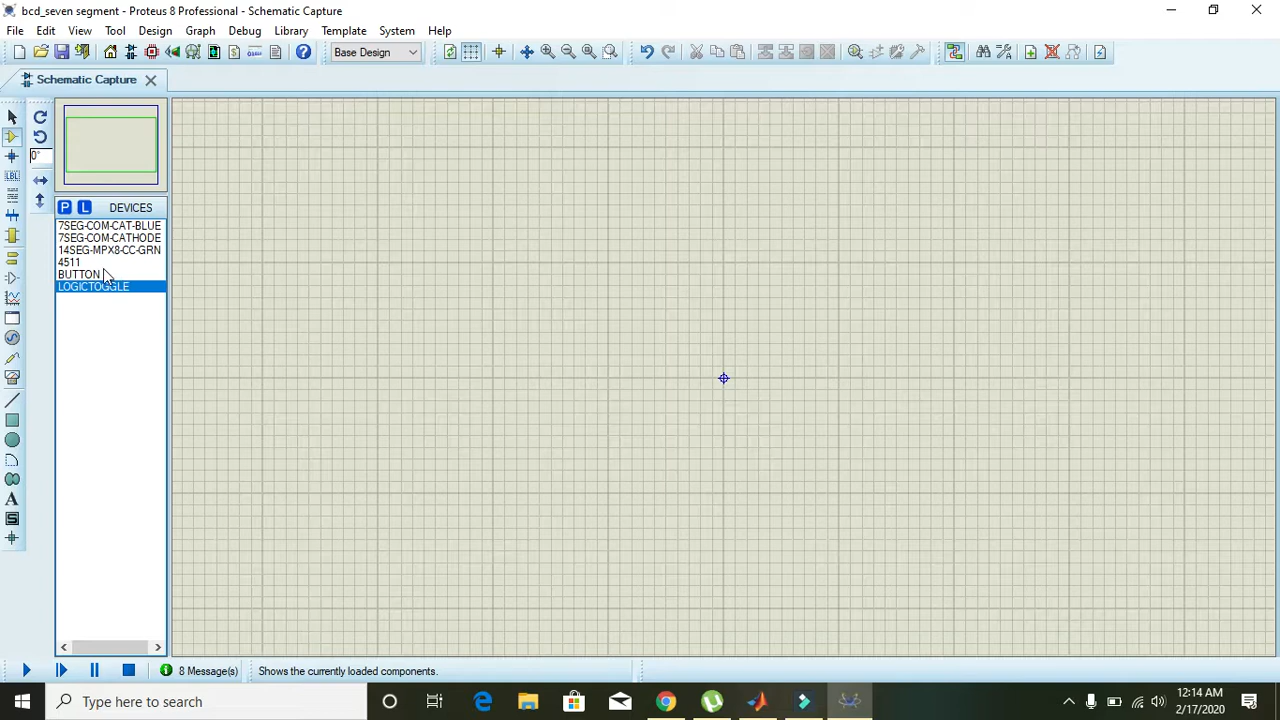 bcd_seven segment - Proteus 8 Professional - Schematic Capture
File Edit View Tool Design Graph Debug Library Template System Help
Base Design
Schematic Capture
0°
P L DEVICES
7SEG-COM-CAT-BLUE
7SEG-COM-CATHODE
14SEG-MPX8-CC-GRN
4511
BUTTON
LOGICTOGGLE
LBL
A
S
8 Message(s) Shows the currently loaded components.
Type here to search
12:14 AM
2/17/2020